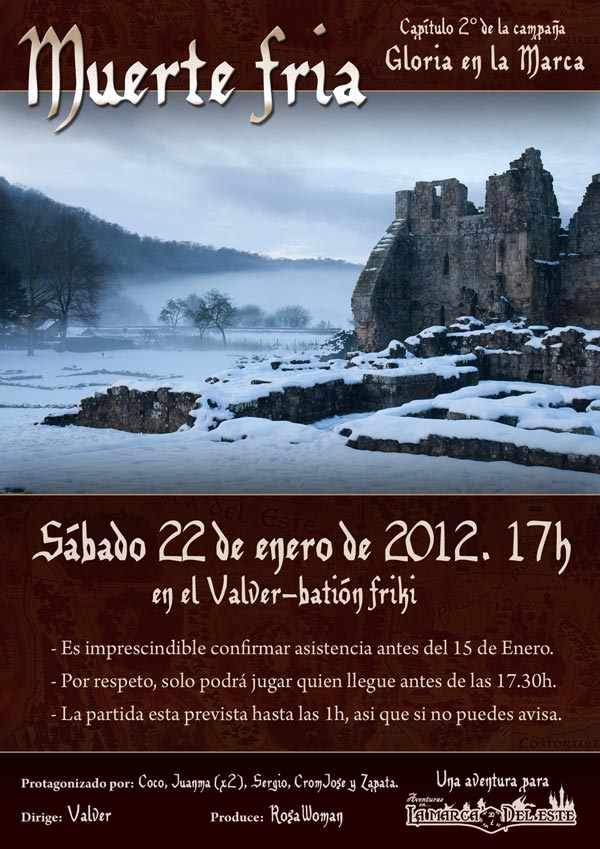 Capítulo 2º de la campaña
Gloria en la Marca
Muerte fria
Sábado 22 de enero de 2012. 17h
en el Valver-batión friki
- Es imprescindible confirmar asistencia antes del 15 de Enero.
- Por respeto, solo podrá jugar quien llegue antes de las 17.30h.
- La partida esta prevista hasta las 1h, asi que si no puedes avisa.
Protagonizado por: Coco, Juanma (x2), Sergio, CromJose y Zapata.
Dirige: Valver
Produce: RosaWoman
Una aventura para
Aventuras en...
La Marca del Este